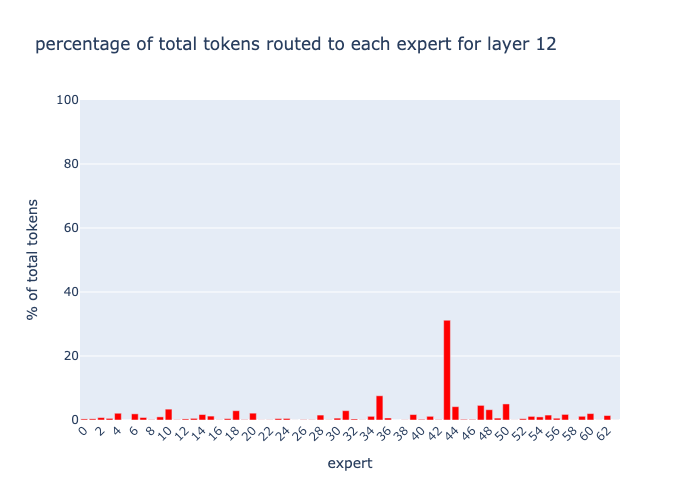 percentage of total tokens routed to each expert for layer 12
100
80
60
40
20
0
% of total tokens
0 2 4 6 8 10 12 14 16 18 20 22 24 26 28 30 32 34 36 38 40 42 44 46 48 50 52 54 56 58 60 62
expert